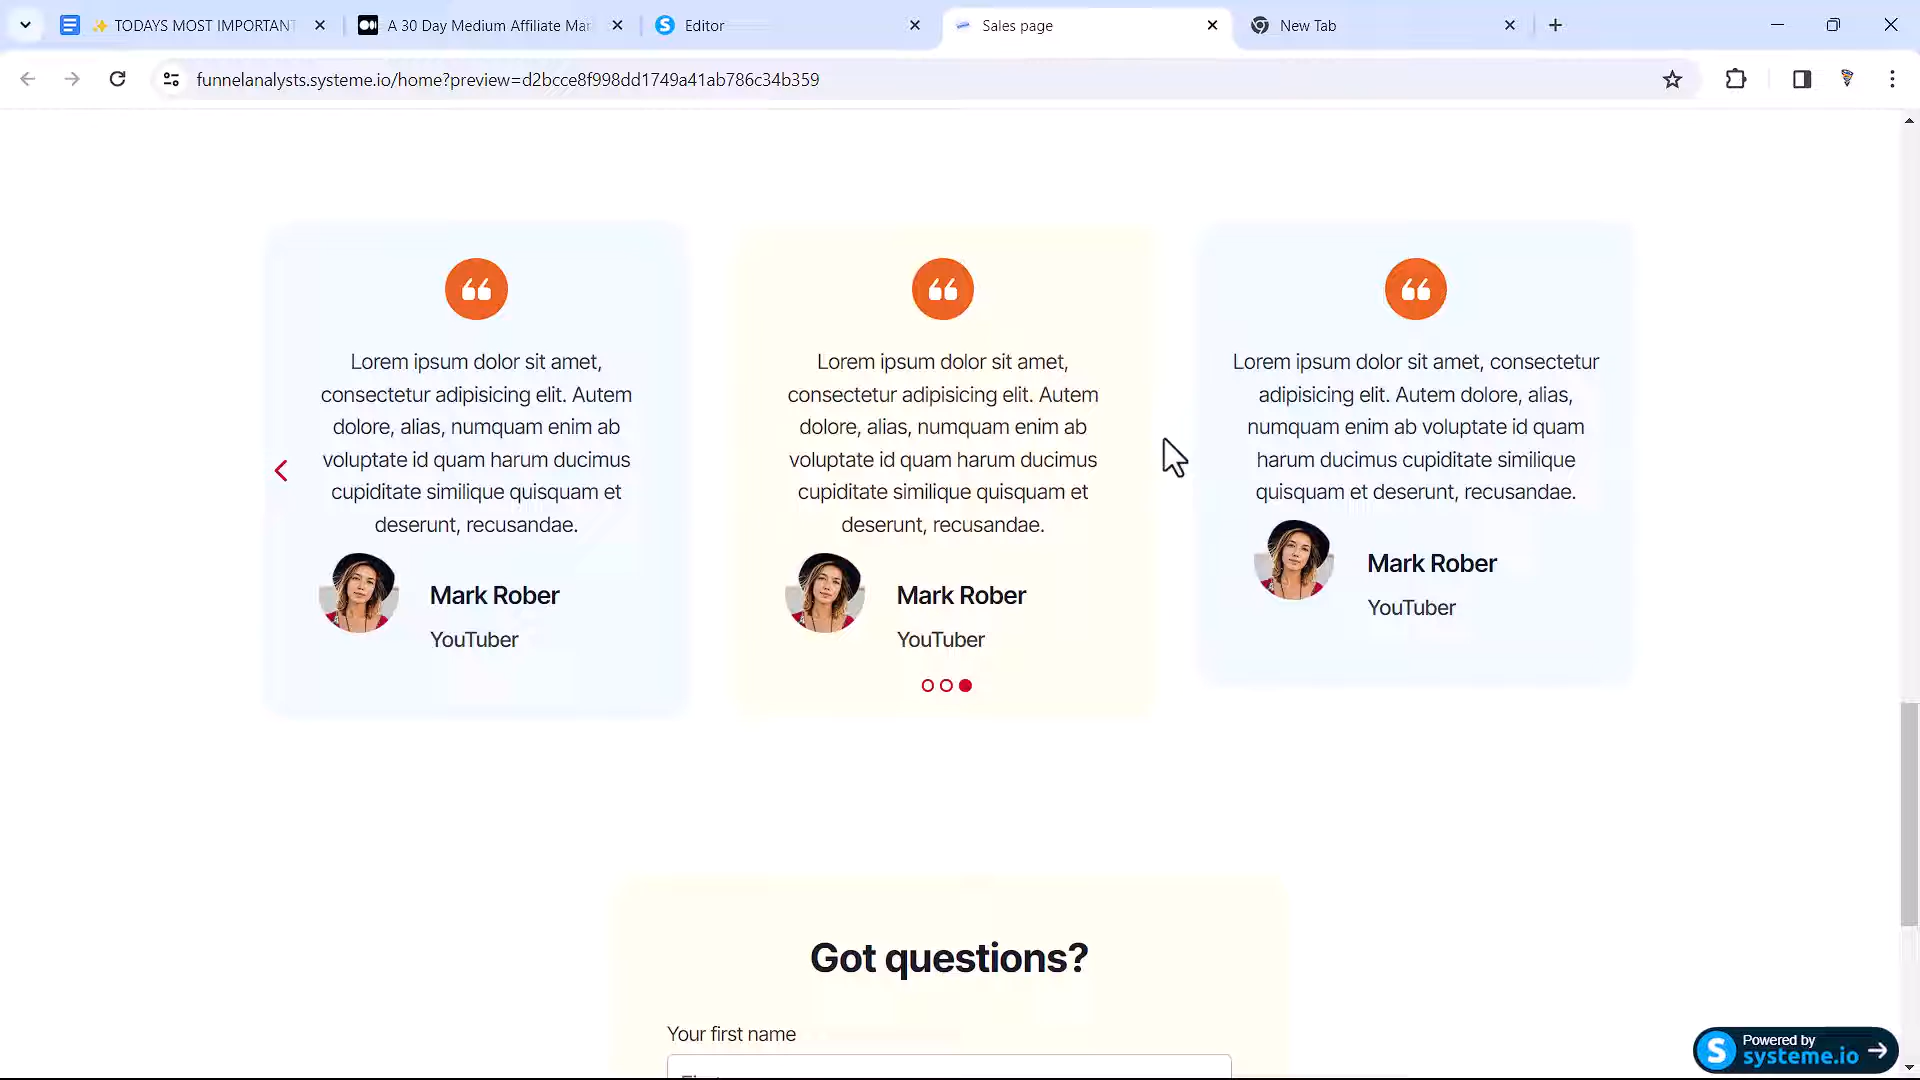 ✨ TODAYS MOST IMPORTANT
A 30 Day Medium Affiliate Mar
Editor
Sales page
New Tab
funnelanalysts.systeme.io/home?preview=d2bcce8f998dd1749a41ab786c34b359
Lorem ipsum dolor sit amet,
consectetur adipisicing elit. Autem
dolore, alias, numquam enim ab
voluptate id quam harum ducimus
cupiditate similique quisquam et
deserunt, recusandae.
Mark Rober
YouTuber
Lorem ipsum dolor sit amet,
consectetur adipisicing elit. Autem
dolore, alias, numquam enim ab
voluptate id quam harum ducimus
cupiditate similique quisquam et
deserunt, recusandae.
Mark Rober
YouTuber
Lorem ipsum dolor sit amet, consectetur
adipisicing elit. Autem dolore, alias,
numquam enim ab voluptate id quam
harum ducimus cupiditate similique
quisquam et deserunt, recusandae.
Mark Rober
YouTuber
Got questions?
Your first name
Powered by
systeme.io